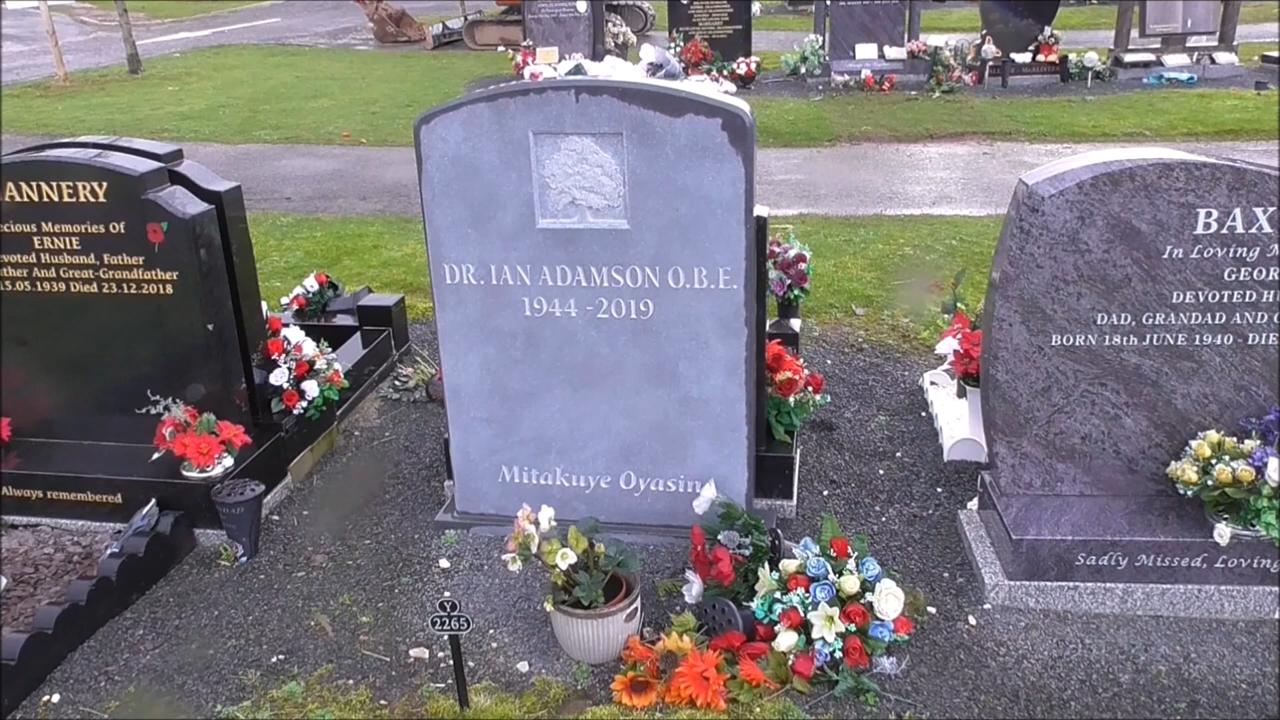 ANNERY
ecious Memories Of
ERNIE
evoted Husband, Father
ather And Great-Grandfather
15.05.1939 Died 23.12.2018
Always remembered
DR. IAN ADAMSON O.B.E.
1944 - 2019
Mitakuye Oyasin
Y
2265
BAX
In Loving M
GEOR
DEVOTED H
DAD, GRANDAD AND
BORN 18th JUNE 1940 - DIE
Sadly Missed, Loving